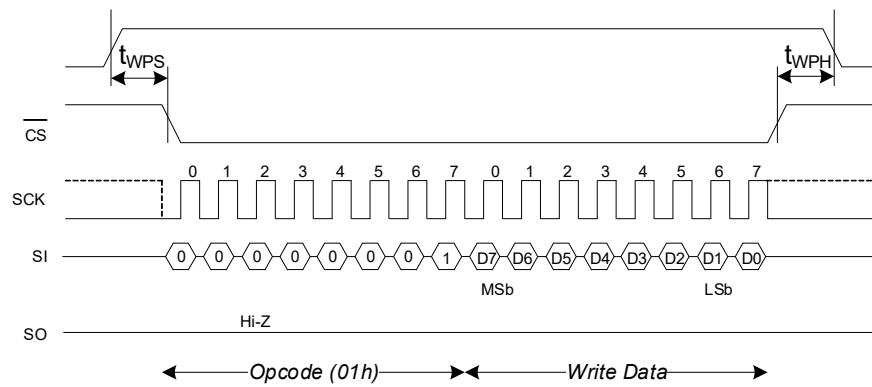 tWPS tWPH
CS
0 1 2 3 4 5 6 7 0 1 2 3 4 5 6 7
SCK
SI 0 0 0 0 0 0 0 1 D7 D6 D5 D4 D3 D2 D1 D0
MSb LSb
Hi-Z
SO
Opcode (01h) Write Data